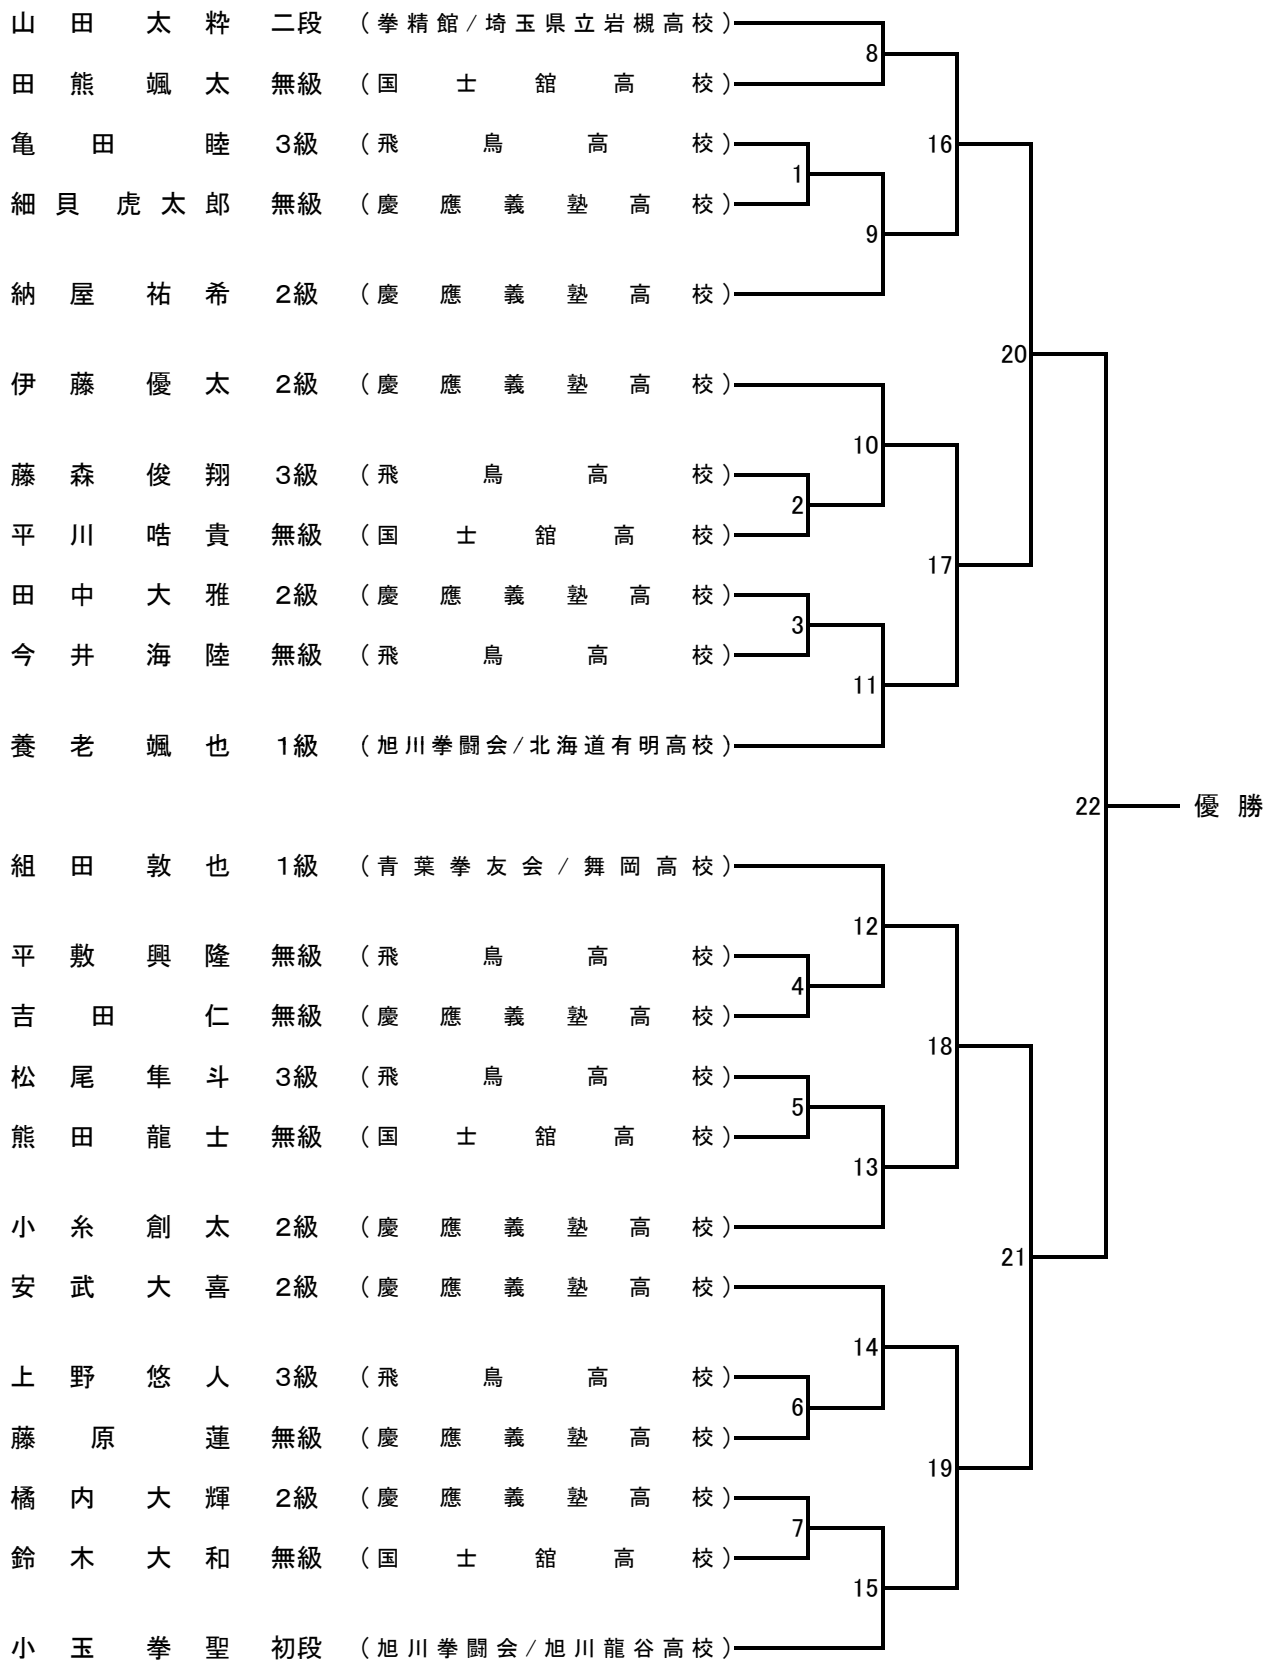 山田 太粋 二段 (拳精館/埼玉県立岩槻高校)
8
田熊 颯太 無級 (国士舘高校)
亀田 睦 3級 (飛鳥高校)
16
1
細貝 虎太郎 無級 (慶應義塾高校)
9
納屋 祐希 2級 (慶應義塾高校)
20
伊藤 優太 2級 (慶應義塾高校)
10
藤森 俊翔 3級 (飛鳥高校)
2
平川 晧貴 無級 (国士舘高校)
17
田中 大雅 2級 (慶應義塾高校)
3
今井 海陸 無級 (飛鳥高校)
11
養老 颯也 1級 (旭川拳闘会/北海道有明高校)
22 優勝
組田 敦也 1級 (青葉拳友会/舞岡高校)
12
平敷 興隆 無級 (飛鳥高校)
4
吉田 仁 無級 (慶應義塾高校)
18
松尾 隼斗 3級 (飛鳥高校)
5
熊田 龍士 無級 (国士舘高校)
13
小糸 創太 2級 (慶應義塾高校)
21
安武 大喜 2級 (慶應義塾高校)
14
上野 悠人 3級 (飛鳥高校)
6
藤原 蓮 無級 (慶應義塾高校)
19
橘内 大輝 2級 (慶應義塾高校)
7
鈴木 大和 無級 (国士舘高校)
15
小玉 拳聖 初段 (旭川拳闘会/旭川龍谷高校)